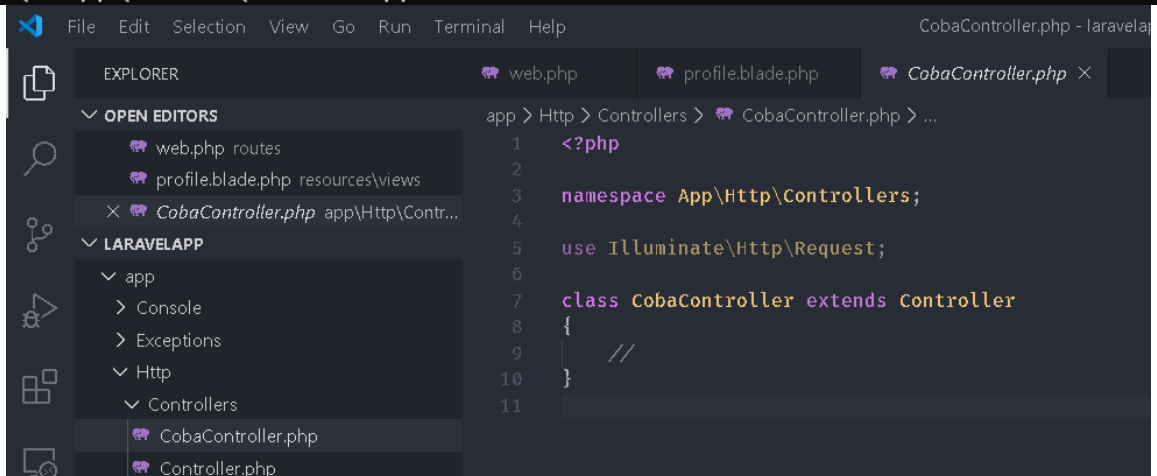 File Edit Selection View Go Run Terminal Help CobaController.php - laravelap
EXPLORER
OPEN EDITORS
web.php routes
profile.blade.php resources\views
CobaController.php app\Http\Contr...
LARAVELAPP
app
Console
Exceptions
Http
Controllers
CobaController.php
Controller.php
web.php profile.blade.php CobaController.php
app > Http > Controllers > CobaController.php > ...
1 <?php
2
3 namespace App\Http\Controllers;
4
5 use Illuminate\Http\Request;
6
7 class CobaController extends Controller
8 {
9 //
10 }
11